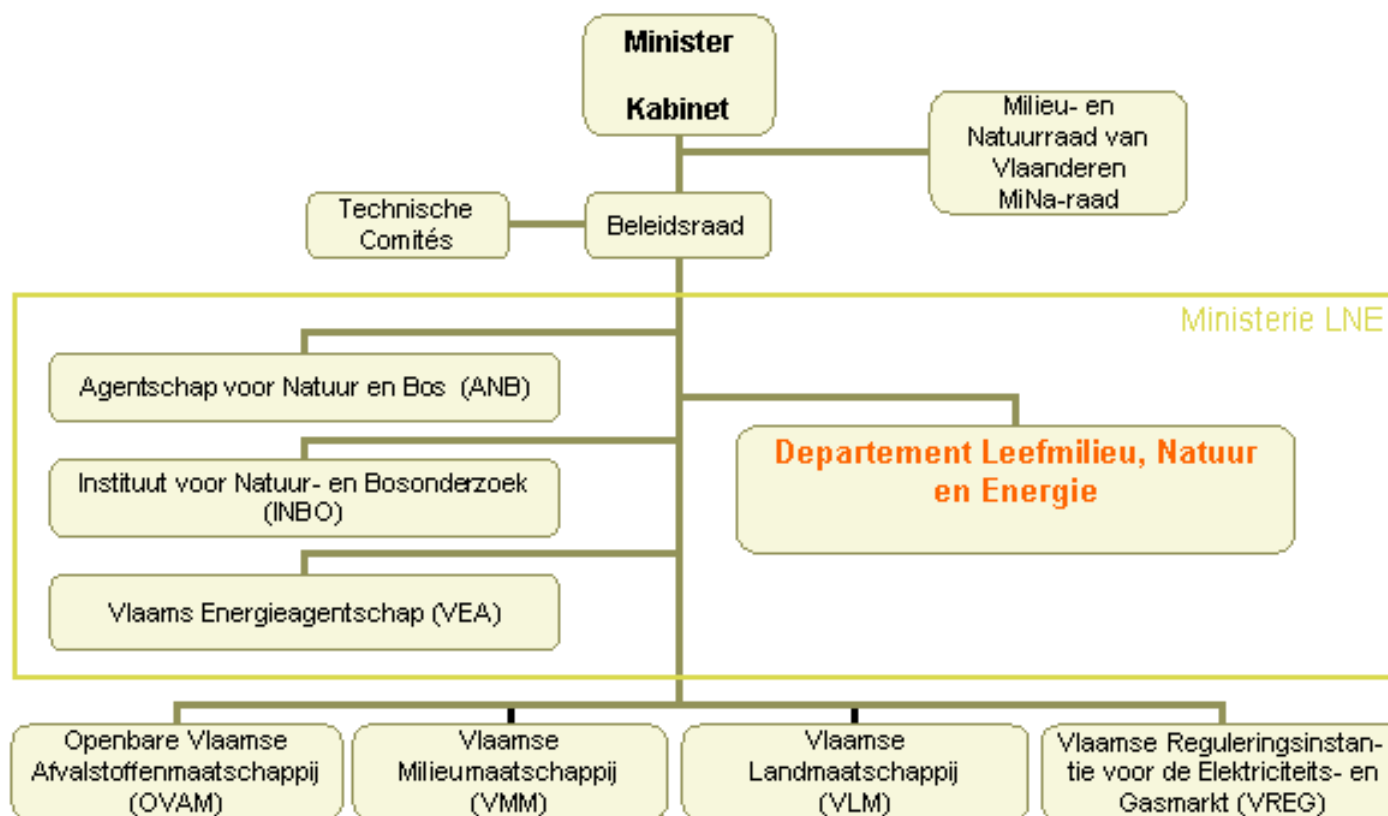 Minister
Kabinet
Milieu- en
Natuurraad van
Vlaanderen
MiNa-raad
Technische
Comités
Beleidsraad
Ministerie LNE
Agentschap voor Natuur en Bos (ANB)
Departement Leefmilieu, Natuur
en Energie
Instituut voor Natuur- en Bosonderzoek
(INBO)
Vlaams Energieagentschap (VEA)
Openbare Vlaamse
Afvalstoffenmaatschappij
(OVAM)
Vlaamse
Milieumaatschappij
(VMM)
Vlaamse
Landmaatschappij
(VLM)
Vlaamse Reguleringsinstan-
tie voor de Elektriciteits- en
Gasmarkt (VREG)